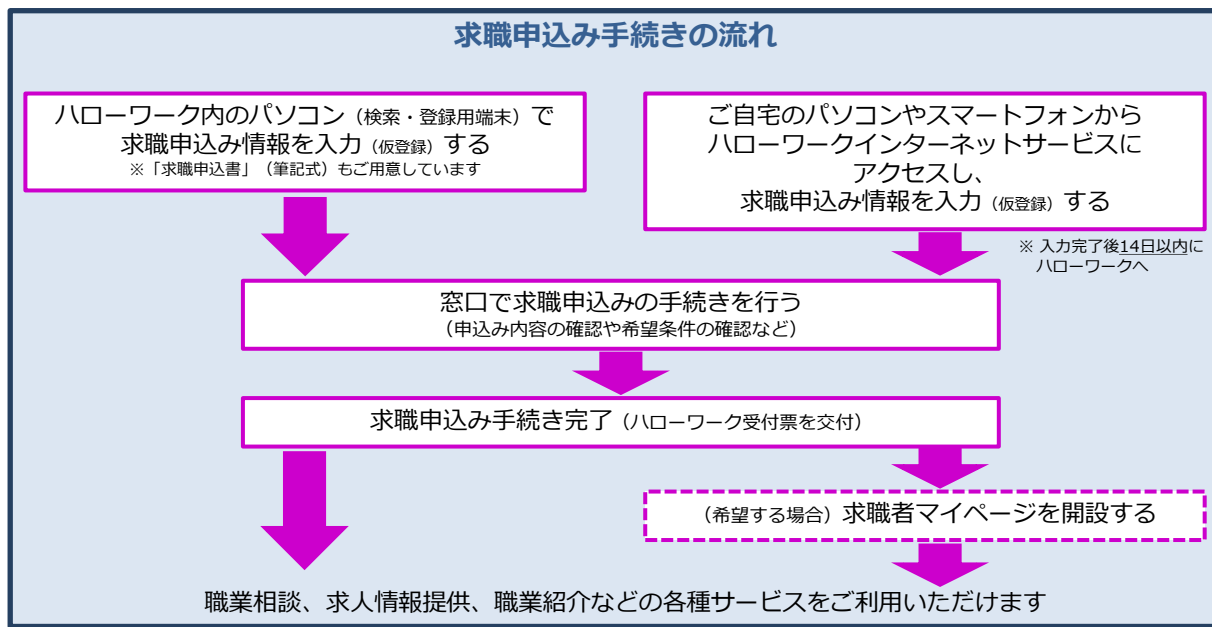 求職申込み手続きの流れ
ハローワーク内のパソコン（検索・登録用端末）で
求職申込み情報を入力（仮登録）する
※「求職申込書」（筆記式）もご用意しています
ご自宅のパソコンやスマートフォンから
ハローワークインターネットサービスに
アクセスし、
求職申込み情報を入力（仮登録）する
※ 入力完了後14日以内に
ハローワークへ
窓口で求職申込みの手続きを行う
（申込み内容の確認や希望条件の確認など）
求職申込み手続き完了（ハローワーク受付票を交付）
（希望する場合）求職者マイページを開設する
職業相談、求人情報提供、職業紹介などの各種サービスをご利用いただけます